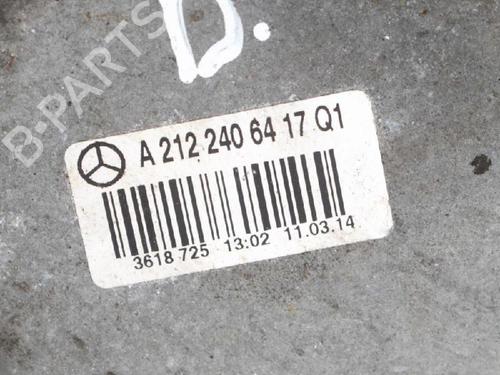 D.
B-PARTS
A 212 240 64 17 Q1
3618 725 13:02 11.03.14